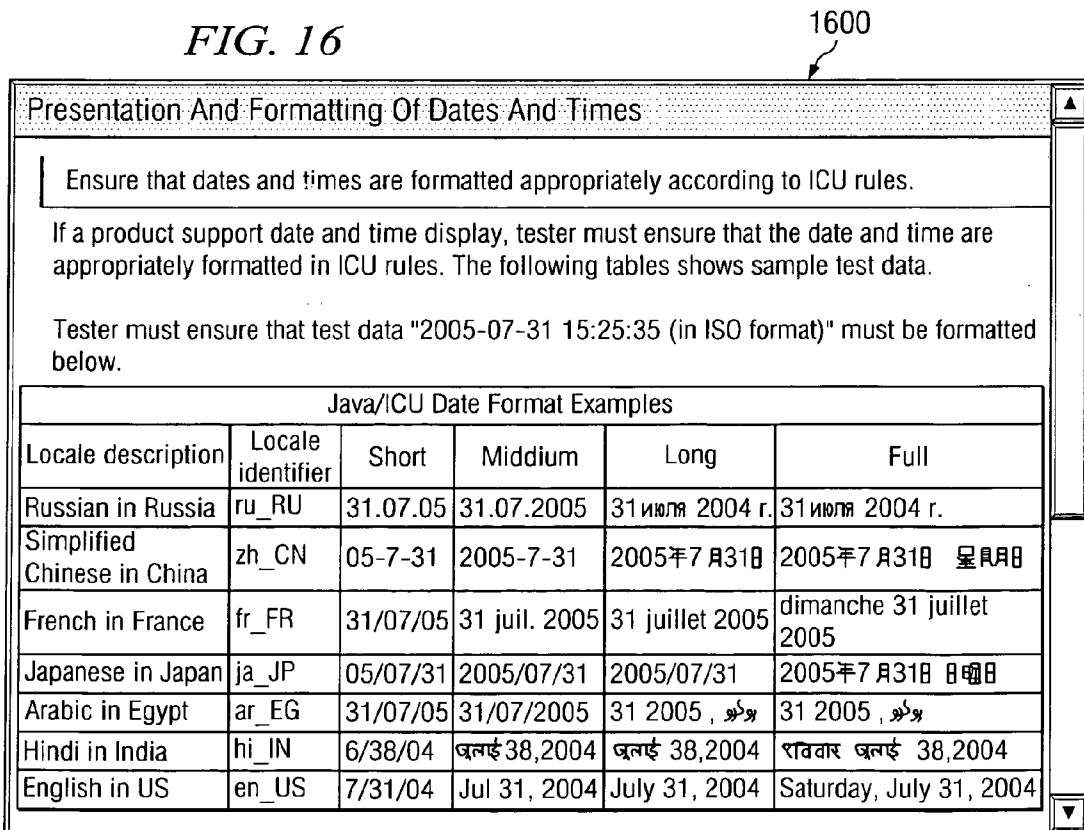 FIG. 16
1600
Presentation And Formatting Of Dates And Times
Ensure that dates and times are formatted appropriately according to ICU rules.
If a product support date and time display, tester must ensure that the date and time are
appropriately formatted in ICU rules. The following tables shows sample test data.
Tester must ensure that test data "2005-07-31 15:25:35 (in ISO format)" must be formatted
below.
Java/ICU Date Format Examples
Locale description Locale identifier Short Middium Long Full
Russian in Russia ru_RU 31.07.05 31.07.2005 31 июля 2004 г. 31 июля 2004 г.
Simplified Chinese in China zh_CN 05-7-31 2005-7-31 2005年7月31日 2005年7月31日
French in France fr_FR 31/07/05 31 juil. 2005 31 juillet 2005 dimanche 31 juillet 2005
Japanese in Japan ja_JP 05/07/31 2005/07/31 2005/07/31 2005年7月31日
Arabic in Egypt ar_EG 31/07/05 31/07/2005 31 2005 , 31 2005 ,
Hindi in India hi_IN 6/38/04 38,2004 38,2004 38,2004
English in US en_US 7/31/04 Jul 31, 2004 July 31, 2004 Saturday, July 31, 2004